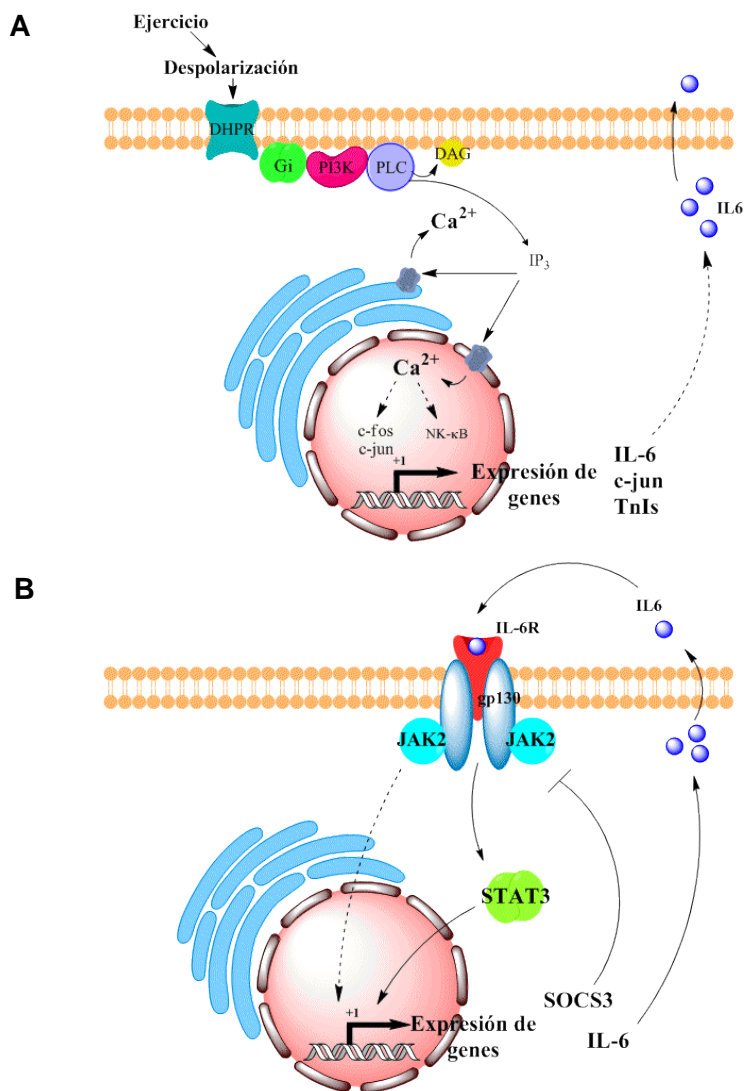 A
Ejercicio
Despolarización
DHPR
Gi
PI3K
PLC
DAG
IL6
Ca2+
IP3
Ca2+
c-fos
c-jun
NK-κB
+1
Expresión de
genes
IL-6
c-jun
TnIs
B
IL6
IL-6R
gp130
JAK2
JAK2
STAT3
SOCS3
IL-6
+1
Expresión de
genes